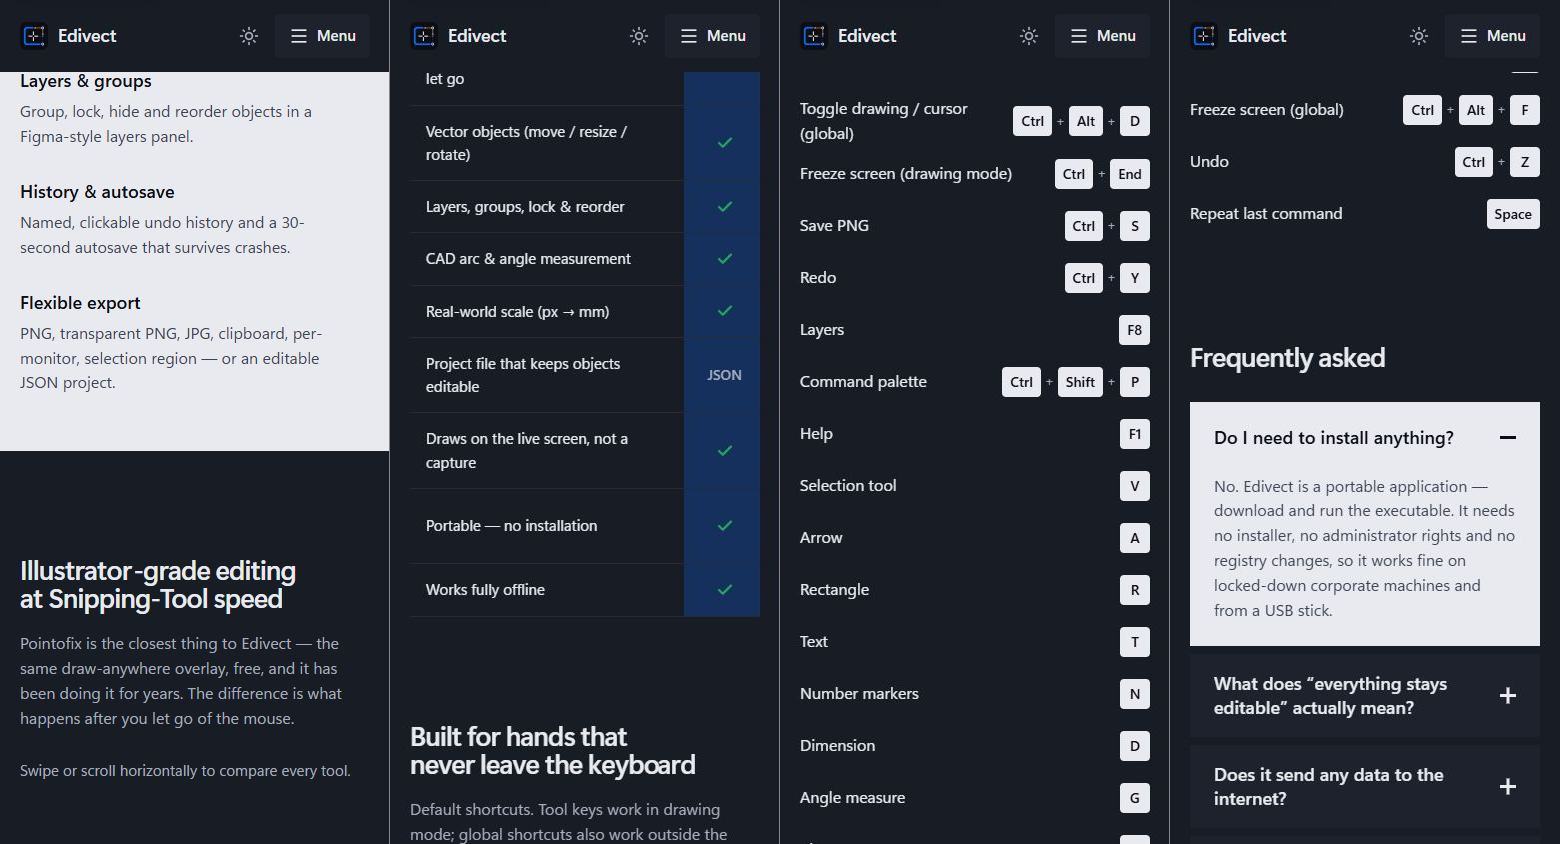 Edivect
Menu
Layers & groups
Group, lock, hide and reorder objects in a
Figma-style layers panel.
History & autosave
Named, clickable undo history and a 30-
second autosave that survives crashes.
Flexible export
PNG, transparent PNG, JPG, clipboard, per-
monitor, selection region — or an editable
JSON project.
Illustrator-grade editing
at Snipping-Tool speed
Pointofix is the closest thing to Edivect — the
same draw-anywhere overlay, free, and it has
been doing it for years. The difference is what
happens after you let go of the mouse.
Swipe or scroll horizontally to compare every tool.
Edivect
Menu
let go
Vector objects (move / resize /
rotate)
Layers, groups, lock & reorder
CAD arc & angle measurement
Real-world scale (px → mm)
Project file that keeps objects
editable
JSON
Draws on the live screen, not a
capture
Portable — no installation
Works fully offline
Built for hands that
never leave the keyboard
Default shortcuts. Tool keys work in drawing
mode; global shortcuts also work outside the
Edivect
Menu
Toggle drawing / cursor
(global)
Ctrl + Alt + D
Freeze screen (drawing mode) Ctrl + End
Save PNG Ctrl + S
Redo Ctrl + Y
Layers F8
Command palette Ctrl + Shift + P
Help F1
Selection tool V
Arrow A
Rectangle R
Text T
Number markers N
Dimension D
Angle measure G
Edivect
Menu
Freeze screen (global) Ctrl + Alt + F
Undo Ctrl + Z
Repeat last command Space
Frequently asked
Do I need to install anything?
No. Edivect is a portable application —
download and run the executable. It needs
no installer, no administrator rights and no
registry changes, so it works fine on
locked-down corporate machines and
from a USB stick.
What does “everything stays
editable” actually mean?
Does it send any data to the
internet?